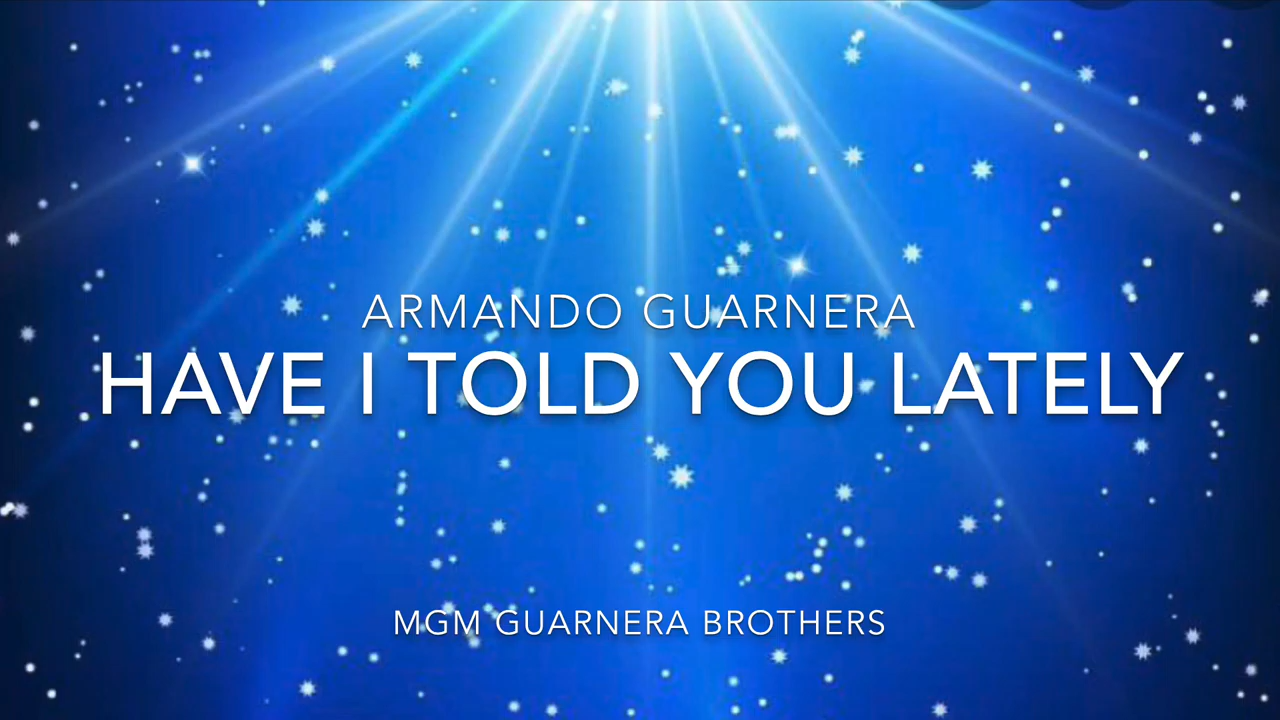 ARMANDO GUARNERA
HAVE I TOLD YOU LATELY
MGM GUARNERA BROTHERS